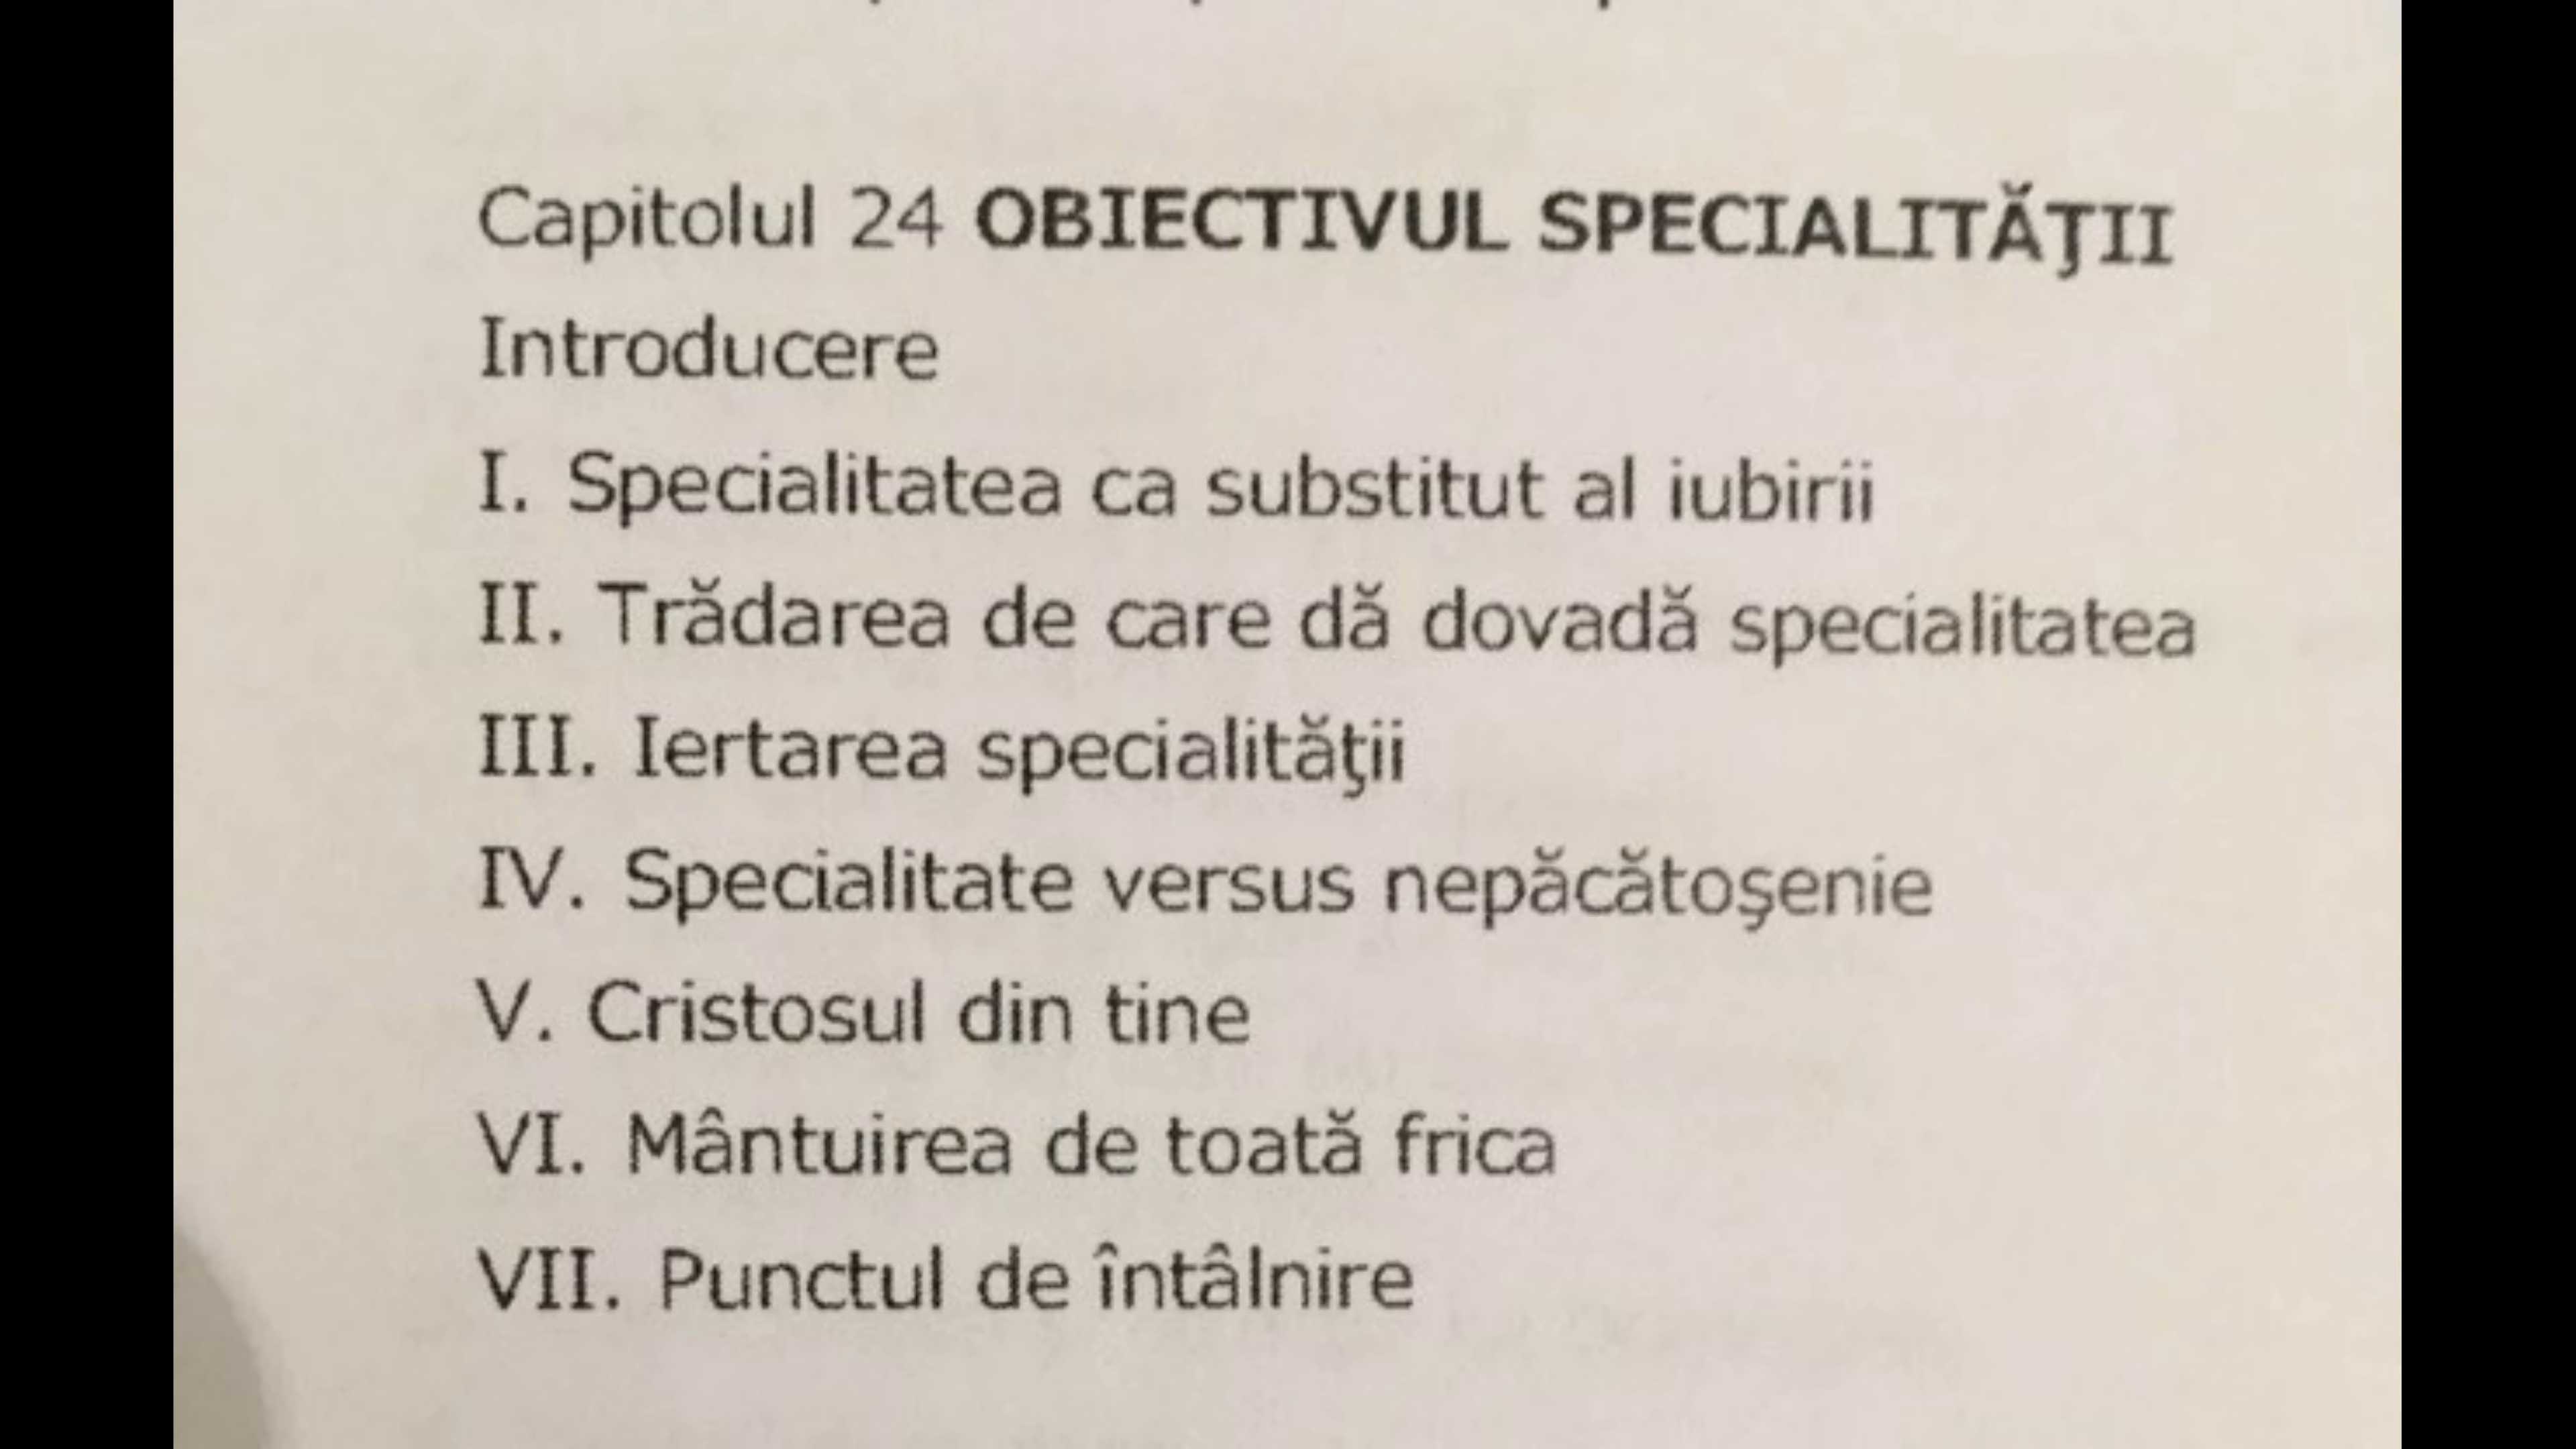 Capitolul 24 OBIECTIVUL SPECIALITĂŢII
Introducere
I. Specialitatea ca substitut al iubirii
II. Trădarea de care dă dovadă specialitatea
III. Iertarea specialităţii
IV. Specialitate versus nepăcătoşenie
V. Cristosul din tine
VI. Mântuirea de toată frica
VII. Punctul de întâlnire